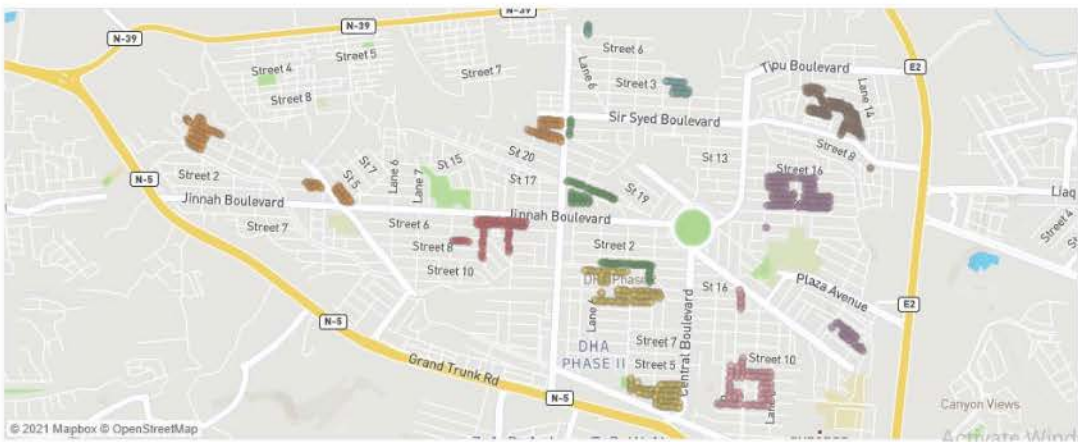 N-39
N-39
N-39
Street 6
Lane 6
Street 5
Street 4
Street 7
Street 3
Tipu Boulevard
E2
Street 8
Lane 14
Sir Syed Boulevard
Street 8
St 20
St 13
St 7
Lane 6
St 15
Street 2
St 5
Lane 7
St 17
St 19
Street 16
N-5
Jinnah Boulevard
Jinnah Boulevard
Liaq
Street 6
Street 7
Street 8
Street 2
Street 4
Street 10
St 16
Plaza Avenue
Lane
E2
N-5
Central Boulevard
DHA
PHASE II
Street 7
Street 5
Street 10
Grand Trunk Rd
N-5
Canyon Views
© 2021 Mapbox © OpenStreetMap
Activate Wind